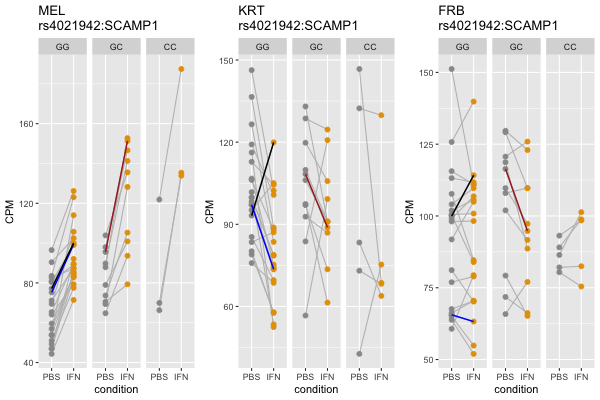 MEL
rs4021942:SCAMP1
GG GC CC
160
120
80
40
CPM
PBS IFN PBS IFN PBS IFN
condition
KRT
rs4021942:SCAMP1
GG GC CC
150
120
90
60
CPM
PBS IFN PBS IFN PBS IFN
condition
FRB
rs4021942:SCAMP1
GG GC CC
150
125
100
75
50
CPM
PBS IFN PBS IFN PBS IFN
condition